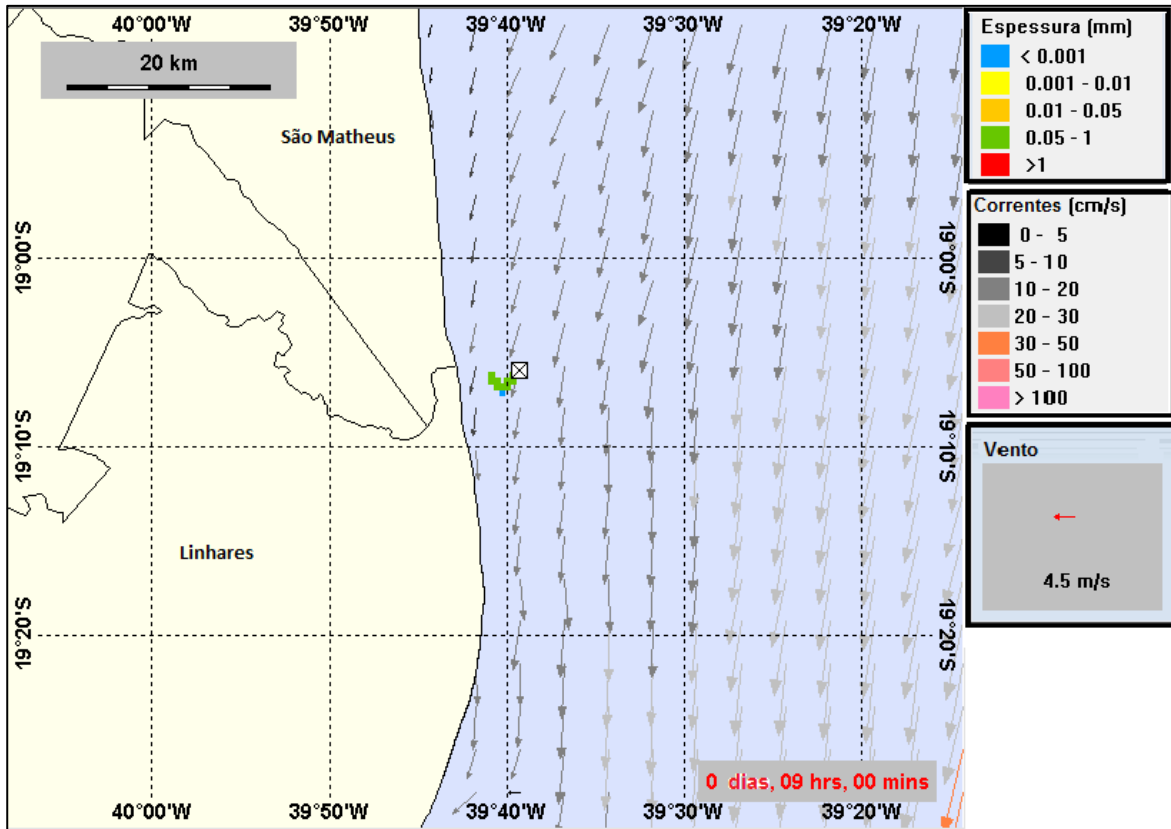 40°00'W 39°50'W 39°40'W 39°30'W 39°20'W
20 km
São Matheus
19°00'S 19°00'S
19°10'S 19°10'S
Linhares
19°20'S 19°20'S
0 dias, 09 hrs, 00 mins
40°00'W 39°50'W 39°40'W 39°30'W 39°20'W
Espessura (mm)
< 0.001
0.001 - 0.01
0.01 - 0.05
0.05 - 1
>1
Correntes (cm/s)
0 - 5
5 - 10
10 - 20
20 - 30
30 - 50
50 - 100
> 100
Vento
4.5 m/s